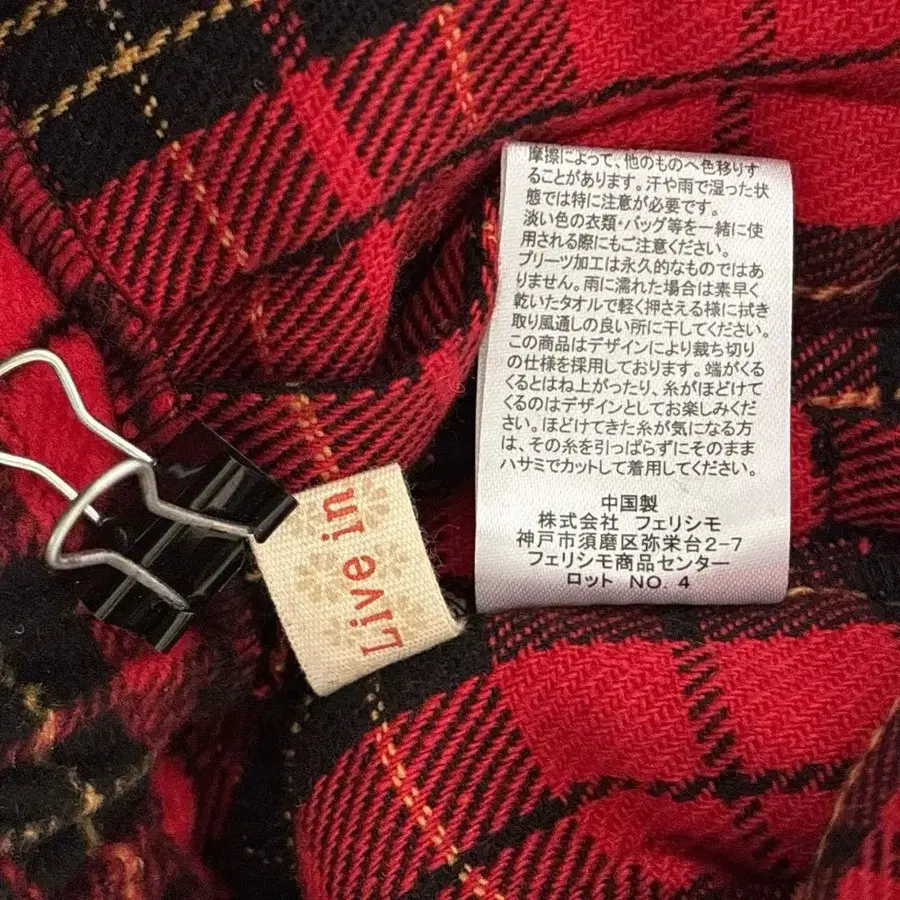 摩擦によって、他のものへ色移りす
ることがあります。汗や雨で湿った状
態では特に注意が必要です。
淡い色の衣類・バッグ等を一緒に使
用される際にもご注意ください。
プリーツ加工は永久的なものではあ
りません。雨に濡れた場合は素早く
乾いたタオルで軽く押さえる様に拭き
取り風通しの良い所に干してください。
この商品はデザインにより裁ち切り
の仕様を採用しております。端がくる
くるとはね上がったり、糸がほどけて
くるのはデザインとしてお楽しみくだ
さい。ほどけてきた糸が気になる方
は、その糸を引っぱらずにそのまま
ハサミでカットして着用してください。
中国製
株式会社 フェリシモ
神戸市須磨区弥栄台2-7
フェリシモ商品センター
ロット NO. 4
Live in